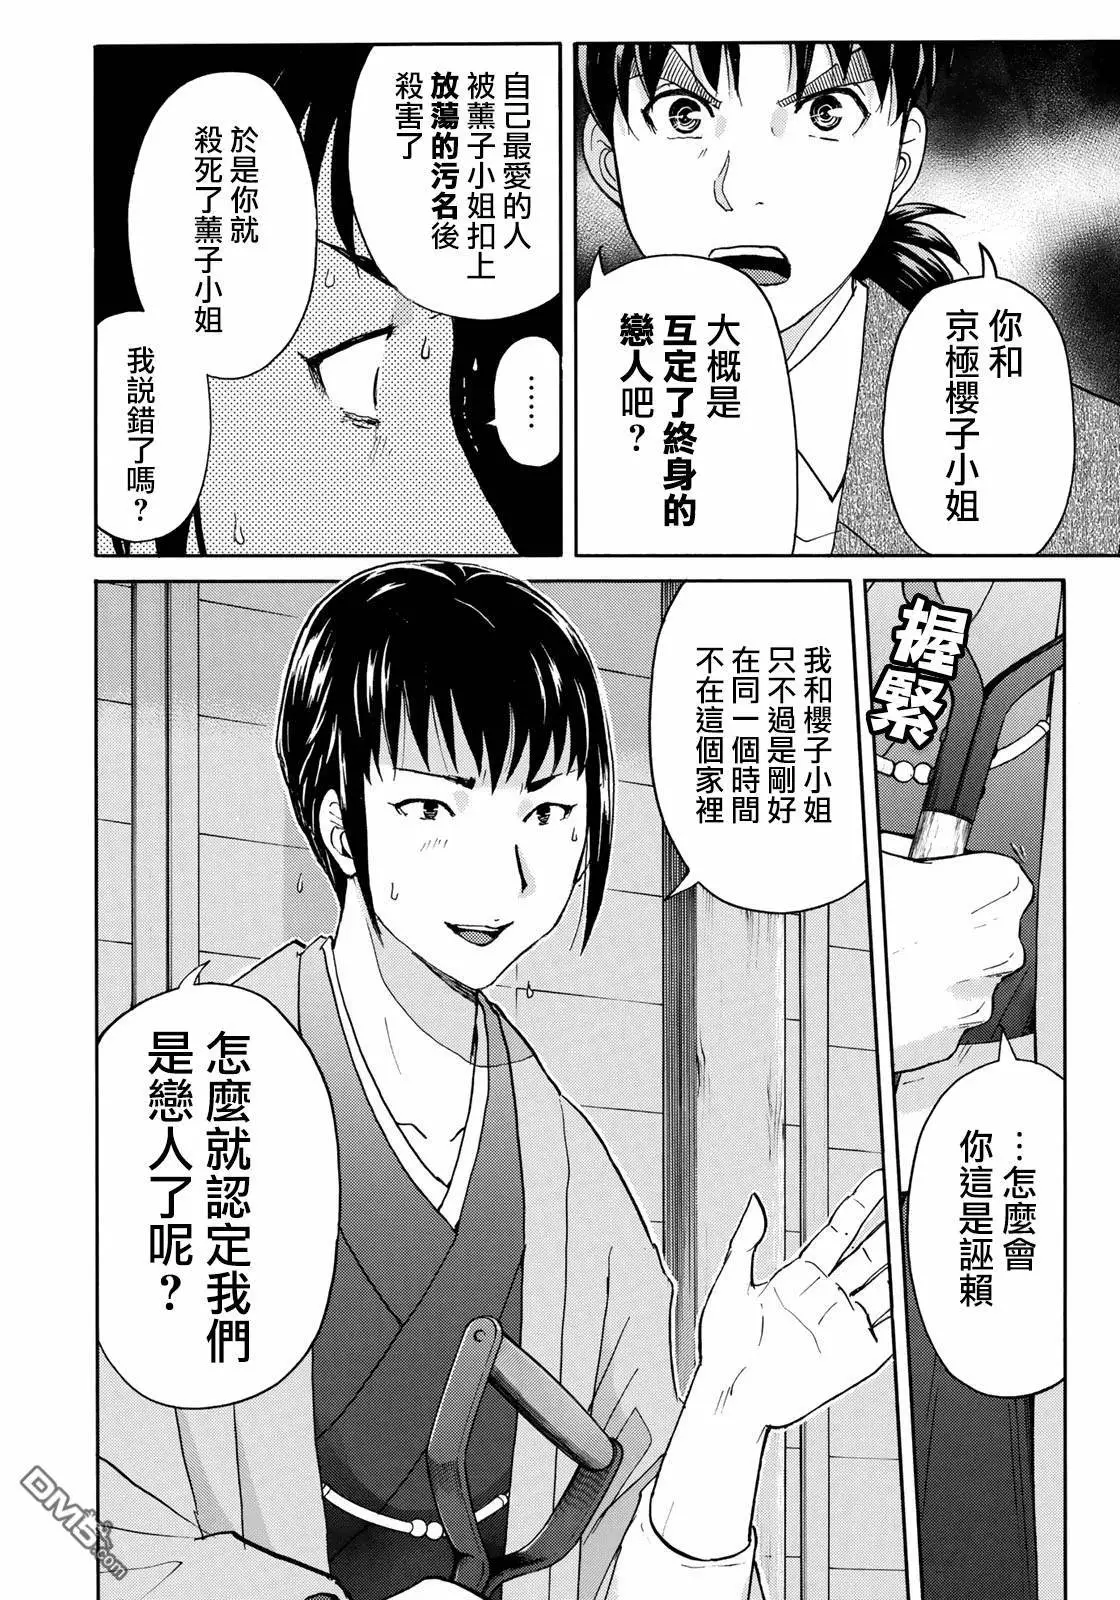 你和
京極櫻子小姐
大概是
互定了終身的
戀人吧?
自己最愛的人
被薰子小姐扣上
放蕩的污名後
殺害了
……
於是你就
殺死了薰子小姐
我説錯了嗎?
握緊
…怎麼會
你這是誣賴
我和櫻子小姐
只不過是剛好
在同一個時間
不在這個家裡
怎麼就認定我們
是戀人了呢?
DM5.com